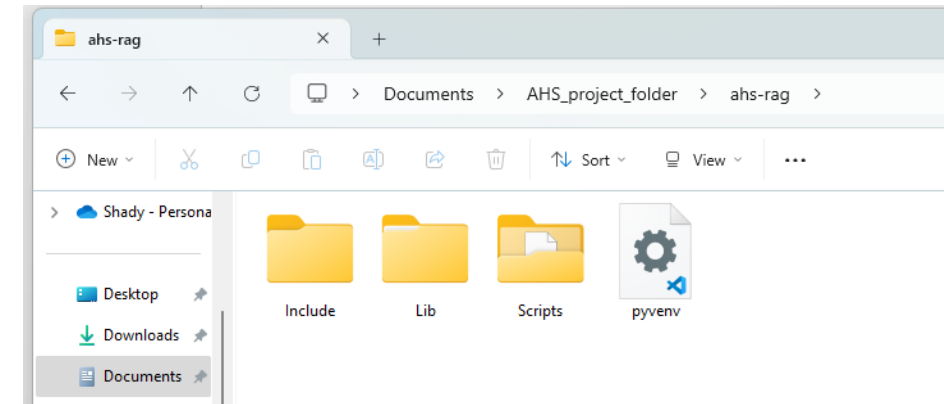 ahs-rag
Documents > AHS_project_folder > ahs-rag >
New Sort View
Shady - Persona
Desktop
Downloads
Documents
Include Lib Scripts pyvenv